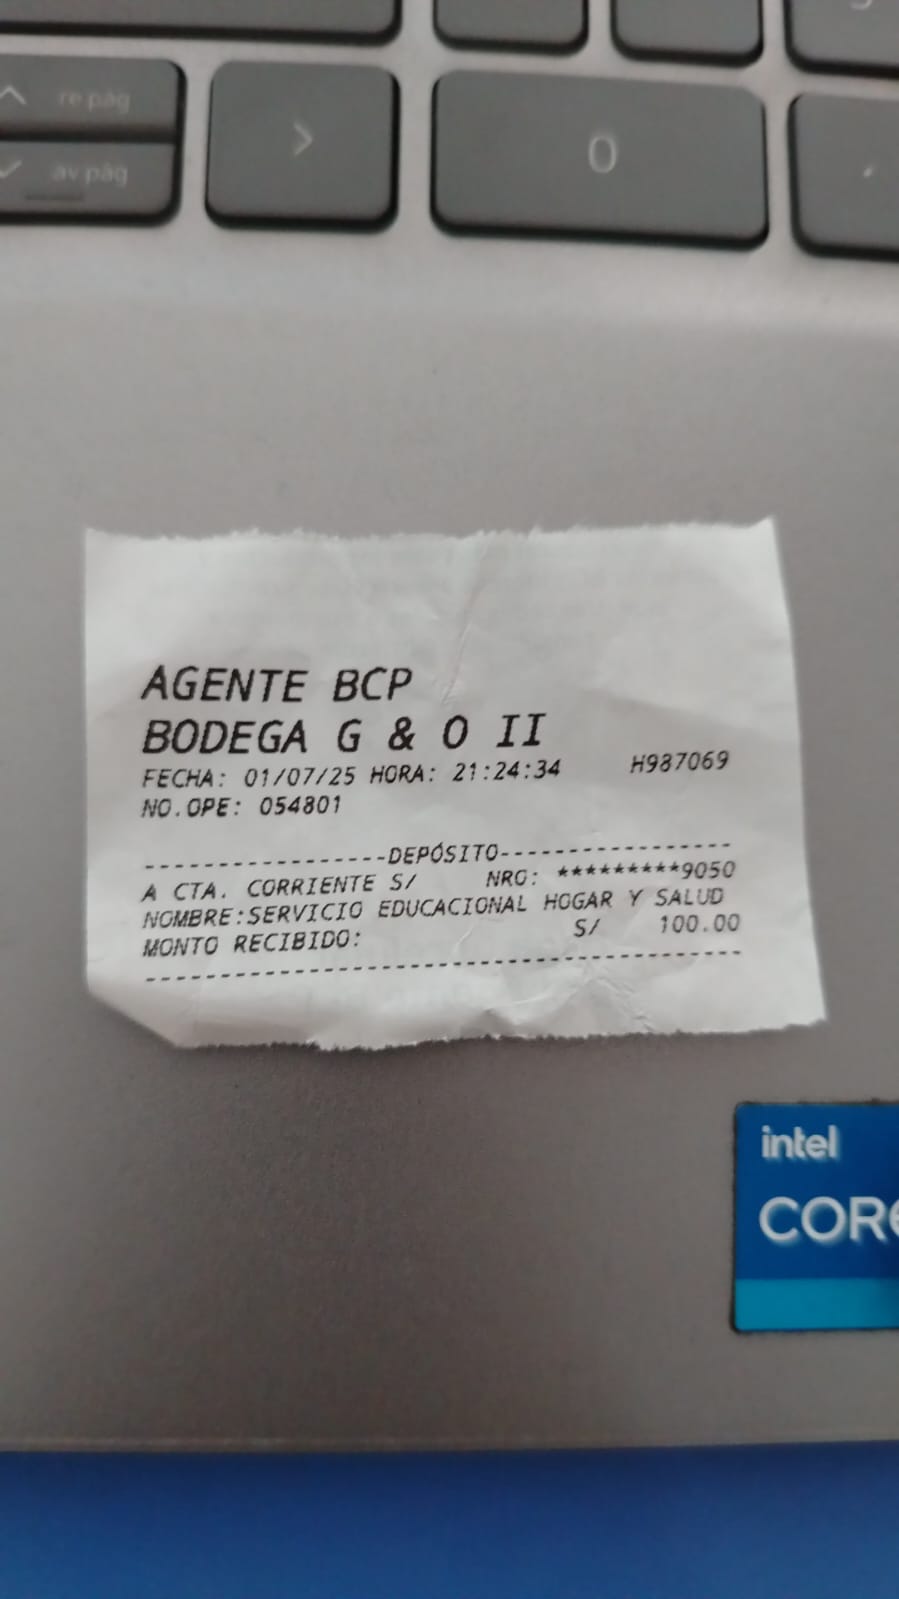 re pág
av pág
>
0
AGENTE BCP
BODEGA G & O II
FECHA: 01/07/25 HORA: 21:24:34 H987069
NO.OPE: 054801
-----------------DEPÓSITO-----------------
A CTA. CORRIENTE S/ NRO: *********9050
NOMBRE:SERVICIO EDUCACIONAL HOGAR Y SALUD
MONTO RECIBIDO: S/ 100.00
------------------------------------------
intel
CORe